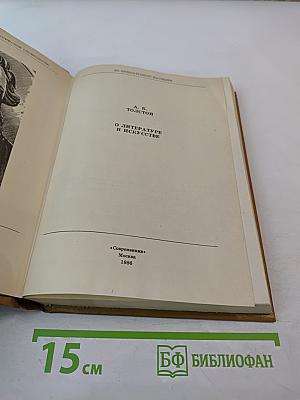 А. К.
ТОЛСТОЙ
О ЛИТЕРАТУРЕ
И ИСКУССТВЕ
«Современник»
Москва
1986
15 см
БФ БИБЛИОФАН